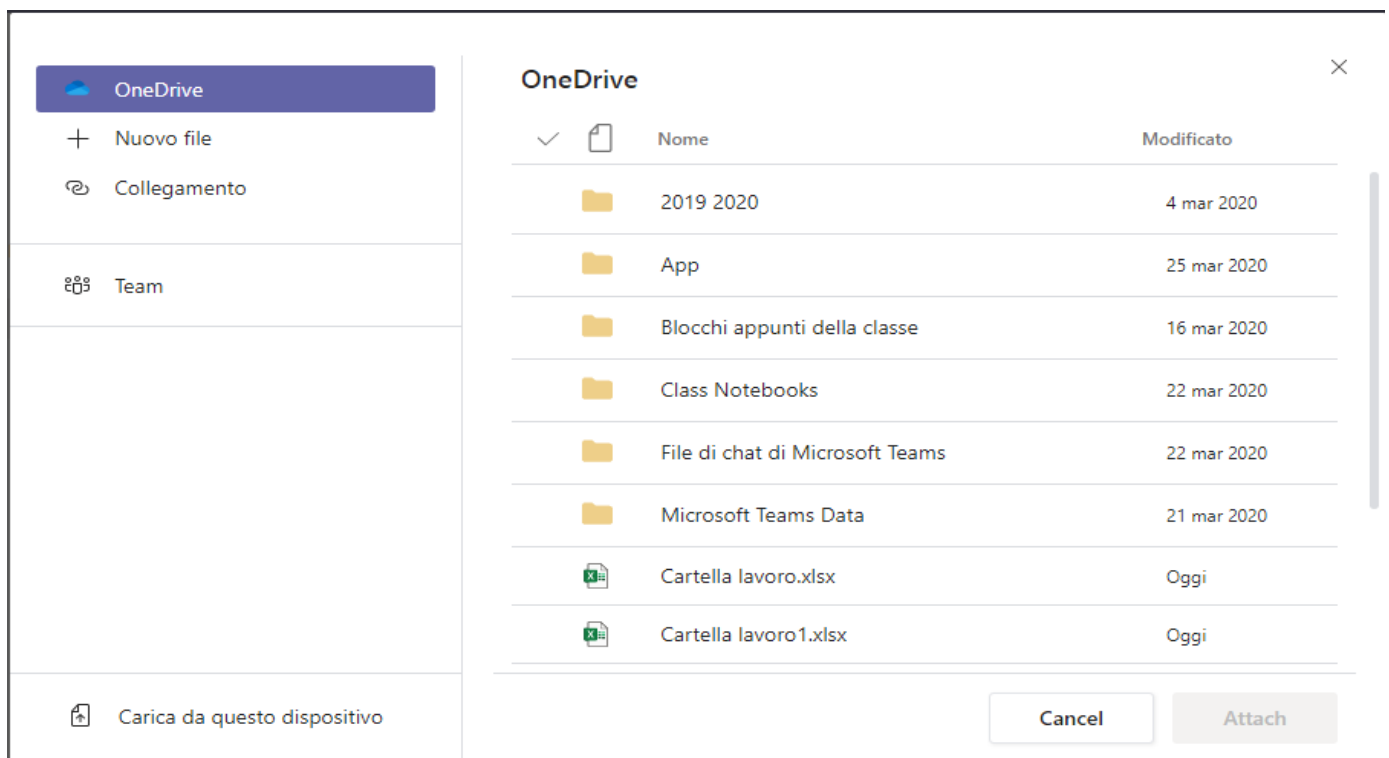 OneDrive
Nuovo file
Collegamento
Team
Carica da questo dispositivo
OneDrive
Nome Modificato
2019 2020 4 mar 2020
App 25 mar 2020
Blocchi appunti della classe 16 mar 2020
Class Notebooks 22 mar 2020
File di chat di Microsoft Teams 22 mar 2020
Microsoft Teams Data 21 mar 2020
Cartella lavoro.xlsx Oggi
Cartella lavoro1.xlsx Oggi
Cancel Attach